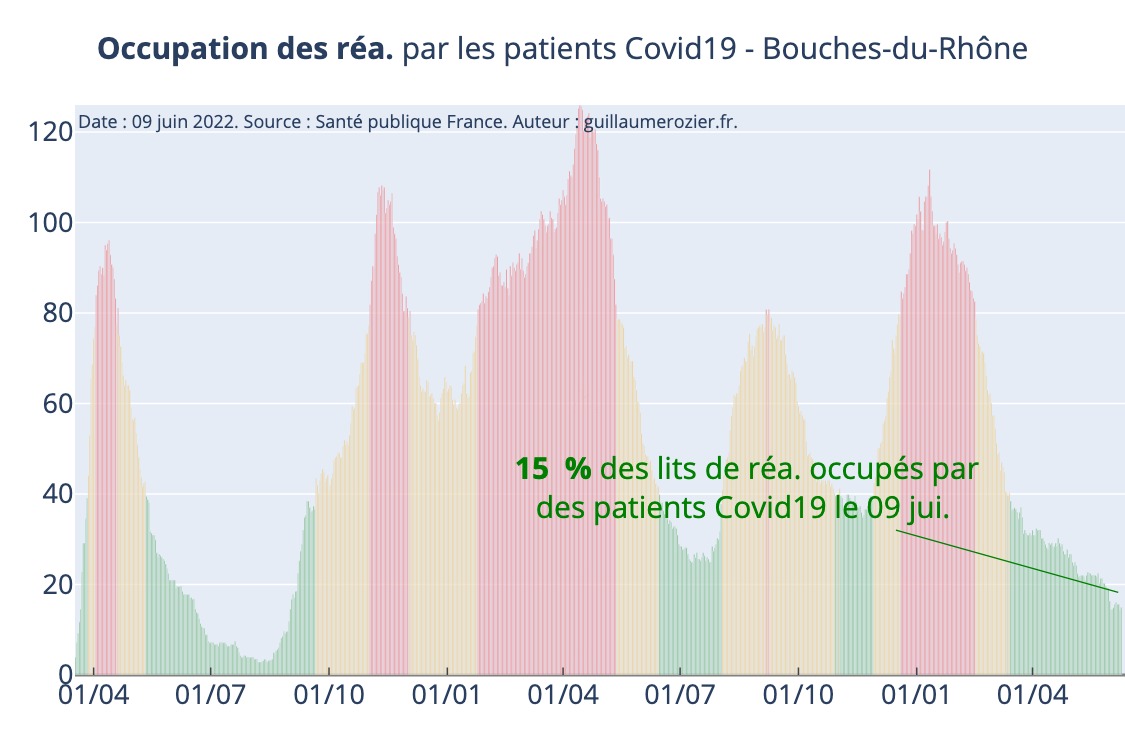 Occupation des réa. par les patients Covid19 - Bouches-du-Rhône
Date : 09 juin 2022. Source : Santé publique France. Auteur : guillaumerozier.fr.
120
100
80
60
40
20
0
15 % des lits de réa. occupés par
des patients Covid19 le 09 jui.
01/04 01/07 01/10 01/01 01/04 01/07 01/10 01/01 01/04